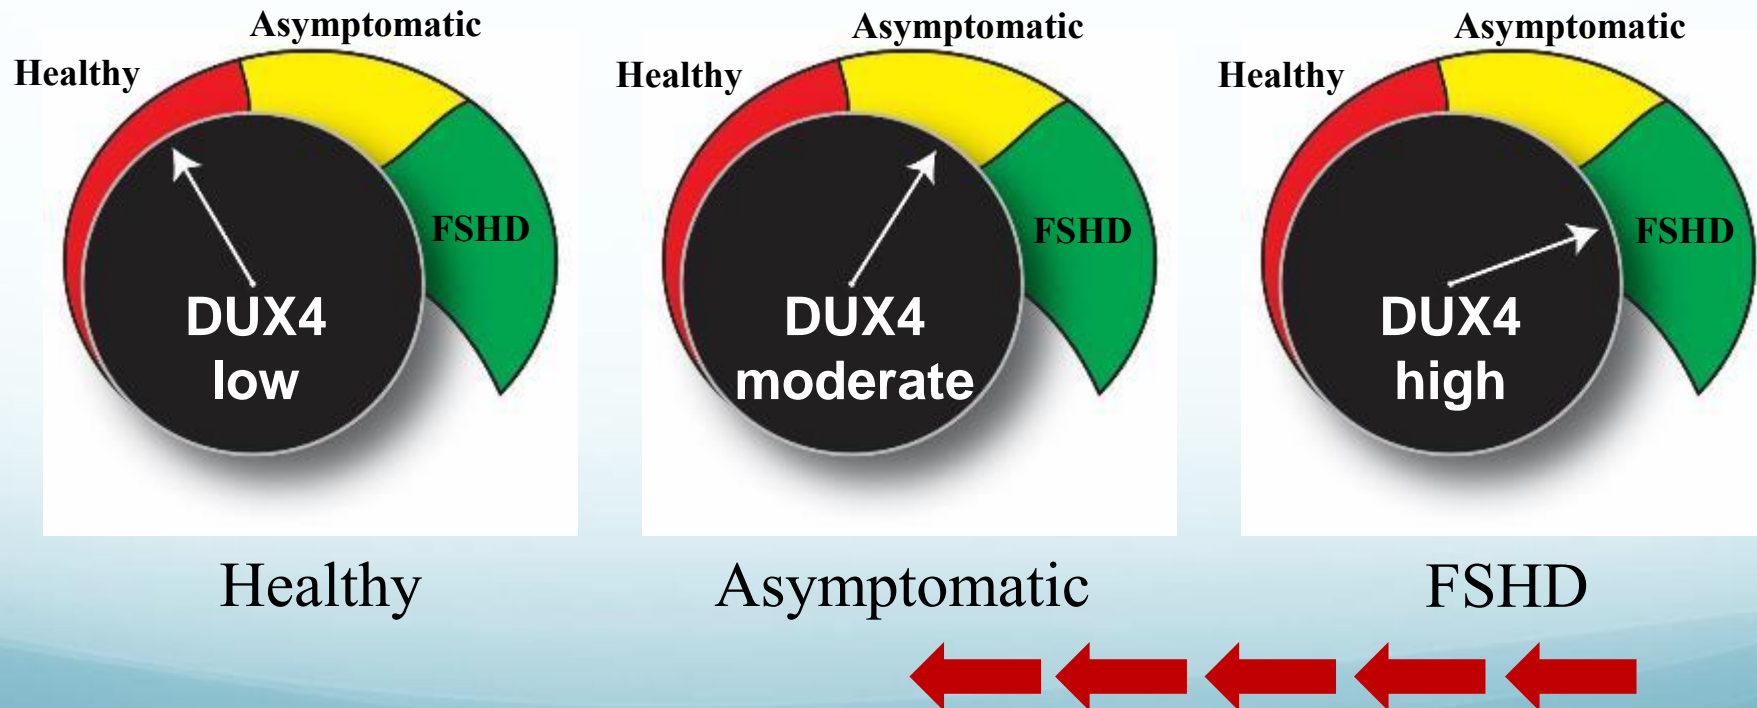 Asymptomatic
Healthy
FSHD
DUX4
low
Healthy
Asymptomatic
Healthy
FSHD
DUX4
moderate
Asymptomatic
Asymptomatic
Healthy
FSHD
DUX4
high
FSHD